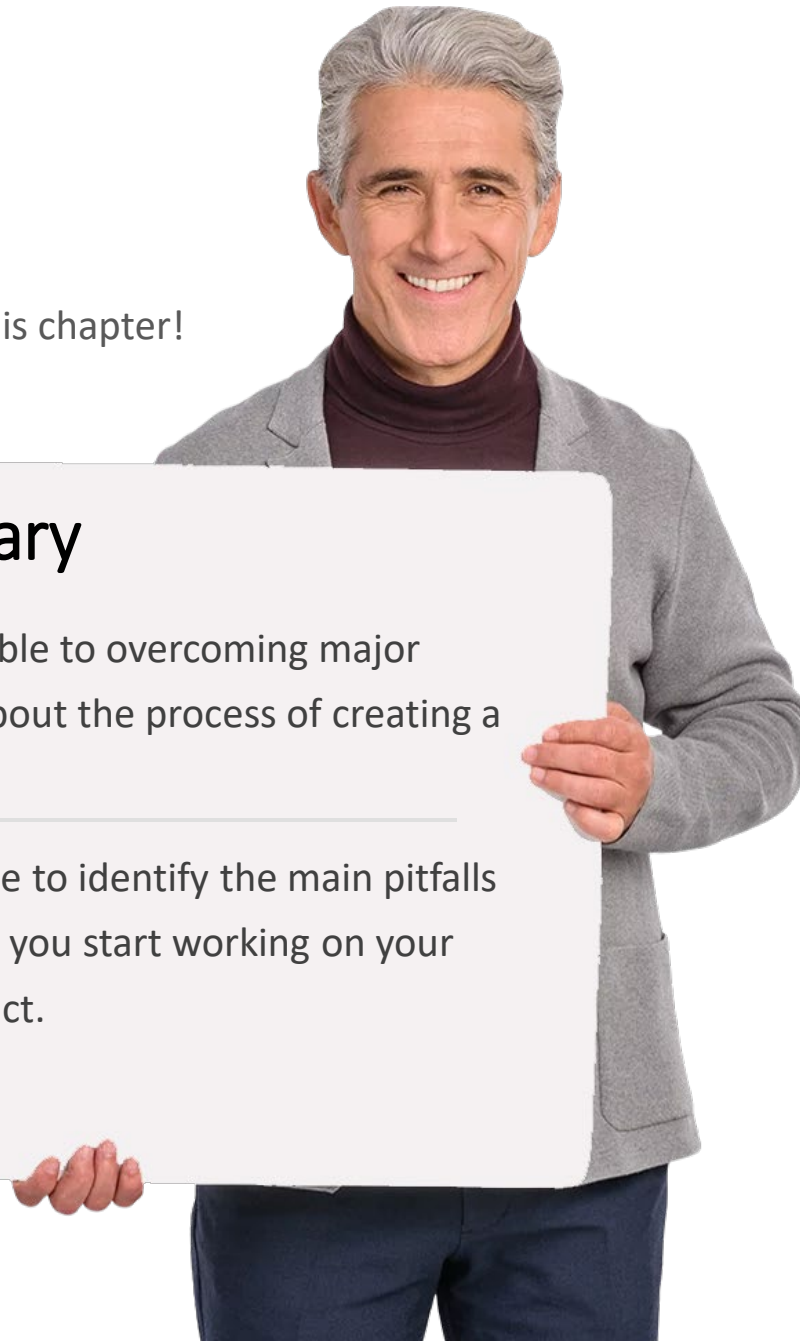 is chapter!
ary
ble to overcoming major
bout the process of creating a
e to identify the main pitfalls
you start working on your
ct.